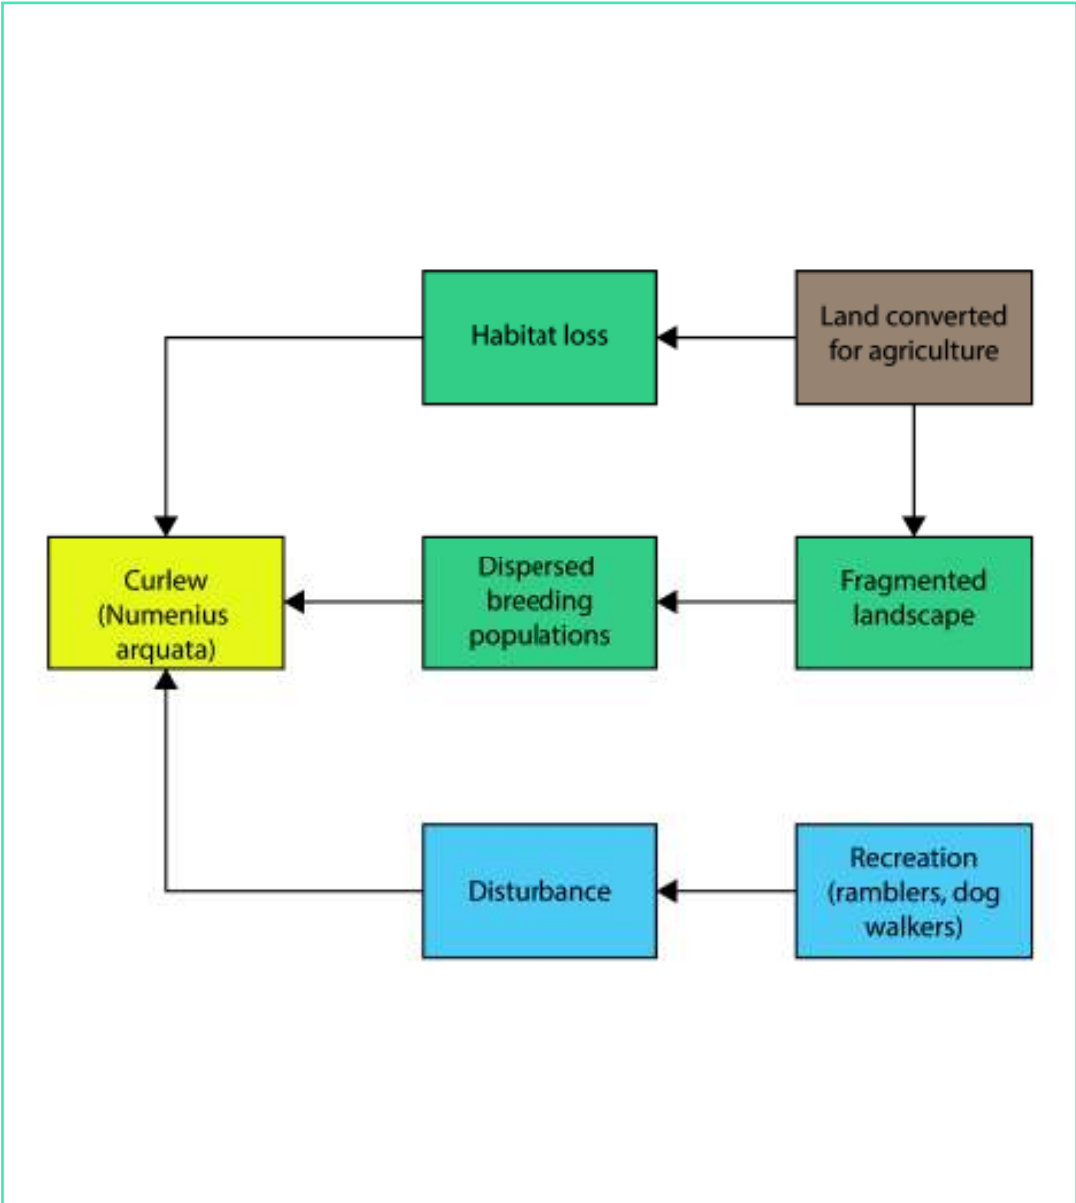 Habitat loss
Land converted
for agriculture
Curlew
(Numenius
arquata)
Dispersed
breeding
populations
Fragmented
landscape
Disturbance
Recreation
(ramblers, dog
walkers)